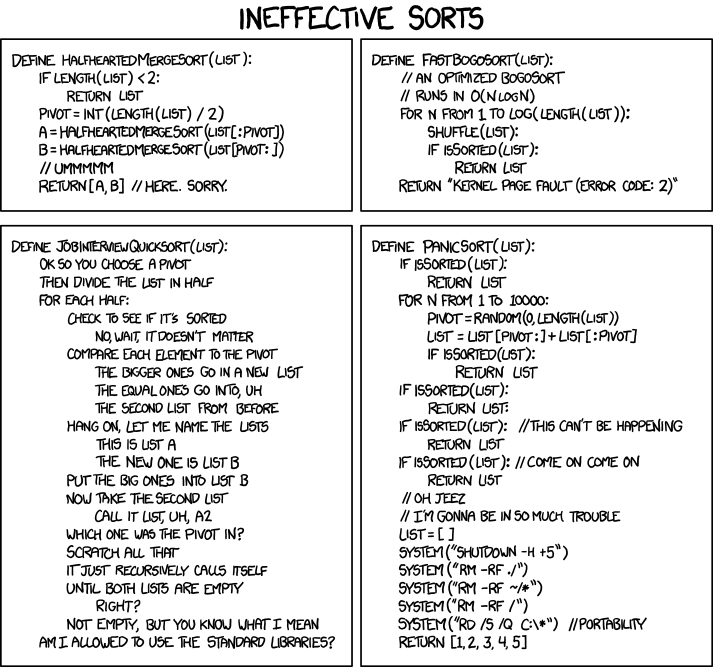 INEFFECTIVE SORTS
DEFINE HALFHEARTEDMERGESORT(LIST):
IF LENGTH(LIST) < 2:
RETURN LIST
PIVOT = INT(LENGTH(LIST) / 2)
A = HALFHEARTEDMERGESORT(LIST[:PIVOT])
B = HALFHEARTEDMERGESORT(LIST[PIVOT:])
// UMMMMM
RETURN[A, B] // HERE. SORRY.
DEFINE FASTBOGOSORT(LIST):
// AN OPTIMIZED BOGOSORT
// RUNS IN O(N LOG N)
FOR N FROM 1 TO LOG(LENGTH(LIST)):
SHUFFLE(LIST):
IF ISSORTED(LIST):
RETURN LIST
RETURN "KERNEL PAGE FAULT (ERROR CODE: 2)"
DEFINE JOBINTERVIEWQUICKSORT(LIST):
OK SO YOU CHOOSE A PIVOT
THEN DIVIDE THE LIST IN HALF
FOR EACH HALF:
CHECK TO SEE IF IT'S SORTED
NO, WAIT, IT DOESN'T MATTER
COMPARE EACH ELEMENT TO THE PIVOT
THE BIGGER ONES GO IN A NEW LIST
THE EQUAL ONES GO INTO, UH
THE SECOND LIST FROM BEFORE
HANG ON, LET ME NAME THE LISTS
THIS IS LIST A
THE NEW ONE IS LIST B
PUT THE BIG ONES INTO LIST B
NOW TAKE THE SECOND LIST
CALL IT LIST, UH, A2
WHICH ONE WAS THE PIVOT IN?
SCRATCH ALL THAT
IT JUST RECURSIVELY CALLS ITSELF
UNTIL BOTH LISTS ARE EMPTY
RIGHT?
NOT EMPTY, BUT YOU KNOW WHAT I MEAN
AM I ALLOWED TO USE THE STANDARD LIBRARIES?
DEFINE PANICSORT(LIST):
IF ISSORTED(LIST):
RETURN LIST
FOR N FROM 1 TO 10000:
PIVOT = RANDOM(0, LENGTH(LIST))
LIST = LIST[PIVOT:] + LIST[:PIVOT]
IF ISSORTED(LIST):
RETURN LIST
IF ISSORTED(LIST):
RETURN LIST:
IF ISSORTED(LIST): //THIS CAN'T BE HAPPENING
RETURN LIST
IF ISSORTED(LIST): //COME ON COME ON
RETURN LIST
// OH JEEZ
// I'M GONNA BE IN SO MUCH TROUBLE
LIST = [ ]
SYSTEM("SHUTDOWN -H +5")
SYSTEM("RM -RF ./")
SYSTEM("RM -RF ~/*")
SYSTEM("RM -RF /")
SYSTEM("RD /S /Q C:\*") //PORTABILITY
RETURN [1, 2, 3, 4, 5]